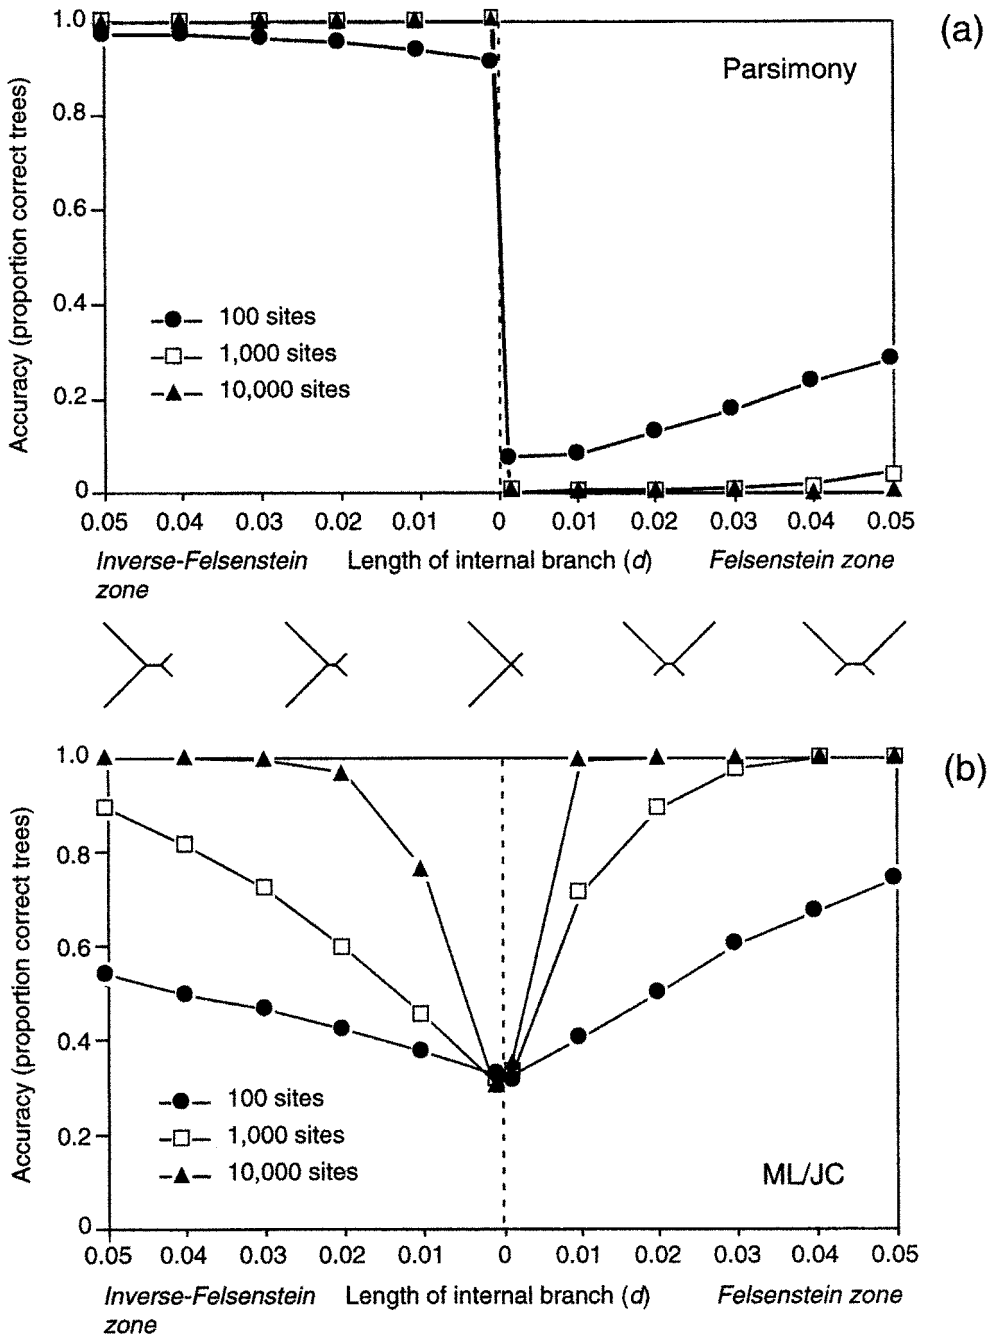 (a)
Parsimony
Accuracy (proportion correct trees)
1.0
0.8
0.6
0.4
0.2
0
100 sites
1,000 sites
10,000 sites
0.05 0.04 0.03 0.02 0.01 0 0.01 0.02 0.03 0.04 0.05
Inverse-Felsenstein Length of internal branch (d) Felsenstein zone
zone
(b)
Accuracy (proportion correct trees)
1.0
0.8
0.6
0.4
0.2
0
100 sites
1,000 sites
10,000 sites
ML/JC
0.05 0.04 0.03 0.02 0.01 0 0.01 0.02 0.03 0.04 0.05
Inverse-Felsenstein Length of internal branch (d) Felsenstein zone
zone